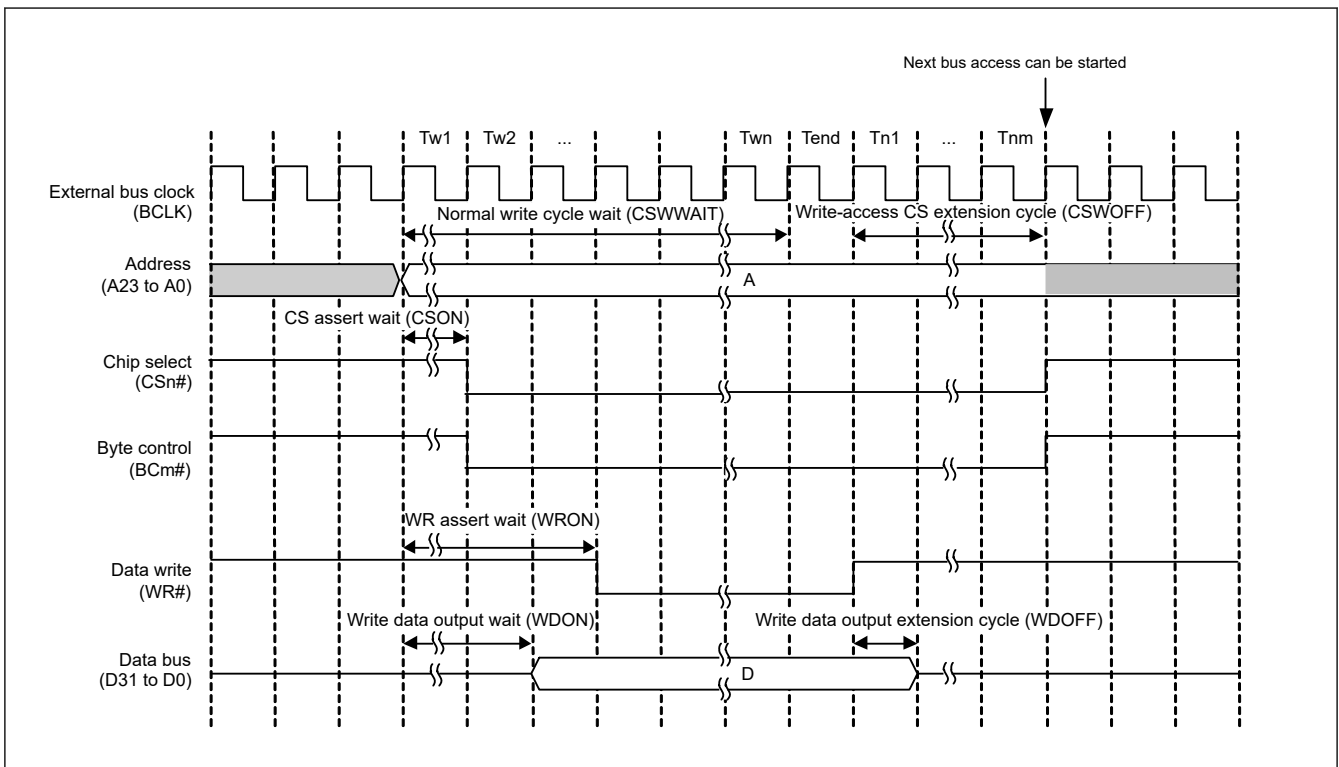 Next bus access can be started
Tw1 Tw2 ... Twn Tend Tn1 ... Tnm
External bus clock
(BCLK)
Normal write cycle wait (CSWWAIT) Write-access CS extension cycle (CSWOFF)
Address
(A23 to A0)
A
CS assert wait (CSON)
Chip select
(CSn#)
Byte control
(BCm#)
WR assert wait (WRON)
Data write
(WR#)
Write data output wait (WDON) Write data output extension cycle (WDOFF)
Data bus
(D31 to D0)
D